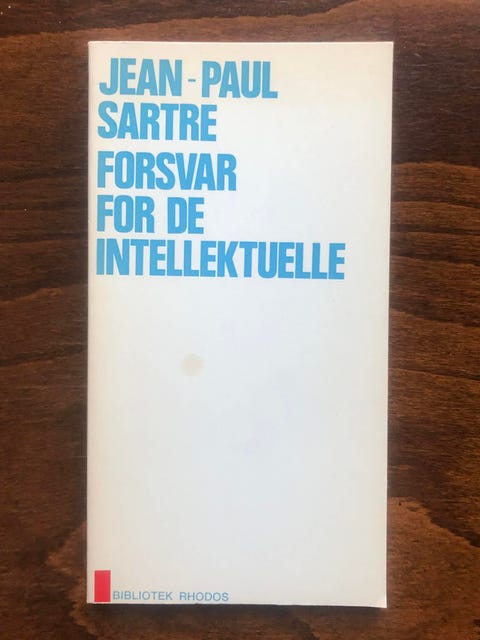 JEAN-PAUL
SARTRE
FORSVAR
FOR DE
INTELLEKTUELLE
BIBLIOTEK RHODOS